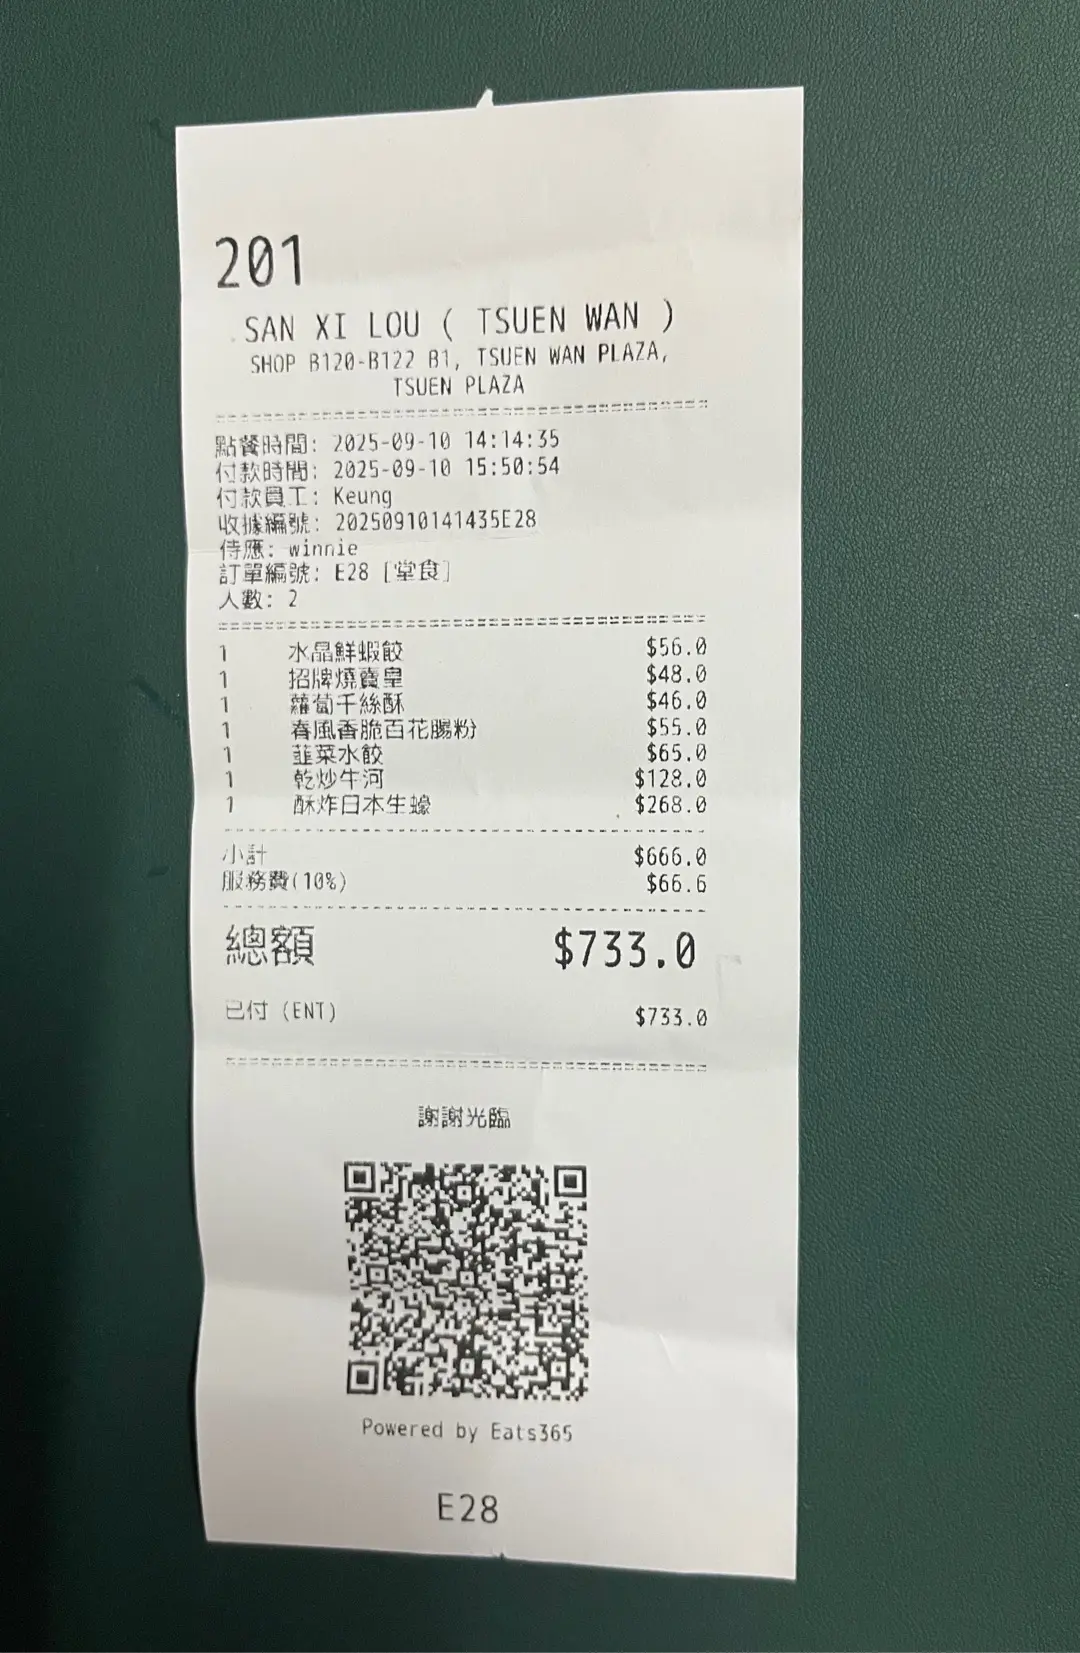 201
SAN XI LOU ( TSUEN WAN )
SHOP B120-B122 B1, TSUEN WAN PLAZA,
TSUEN PLAZA
點餐時間: 2025-09-10 14:14:35
付款時間: 2025-09-10 15:50:54
付款員工: Keung
收據編號: 20250910141435E28
侍應: winnie
訂單編號: E28 [堂食]
人數: 2
1 水晶鮮蝦餃 $56.0
1 招牌燒賣皇 $48.0
1 蘿蔔千絲酥 $46.0
1 春風香脆百花腸粉 $55.0
1 韮菜水餃 $65.0
1 乾炒牛河 $128.0
1 酥炸日本生蠔 $268.0
小計 $666.0
服務費(10%) $66.6
總額 $733.0
已付 (ENT) $733.0
謝謝光臨
Powered by Eats365
E28